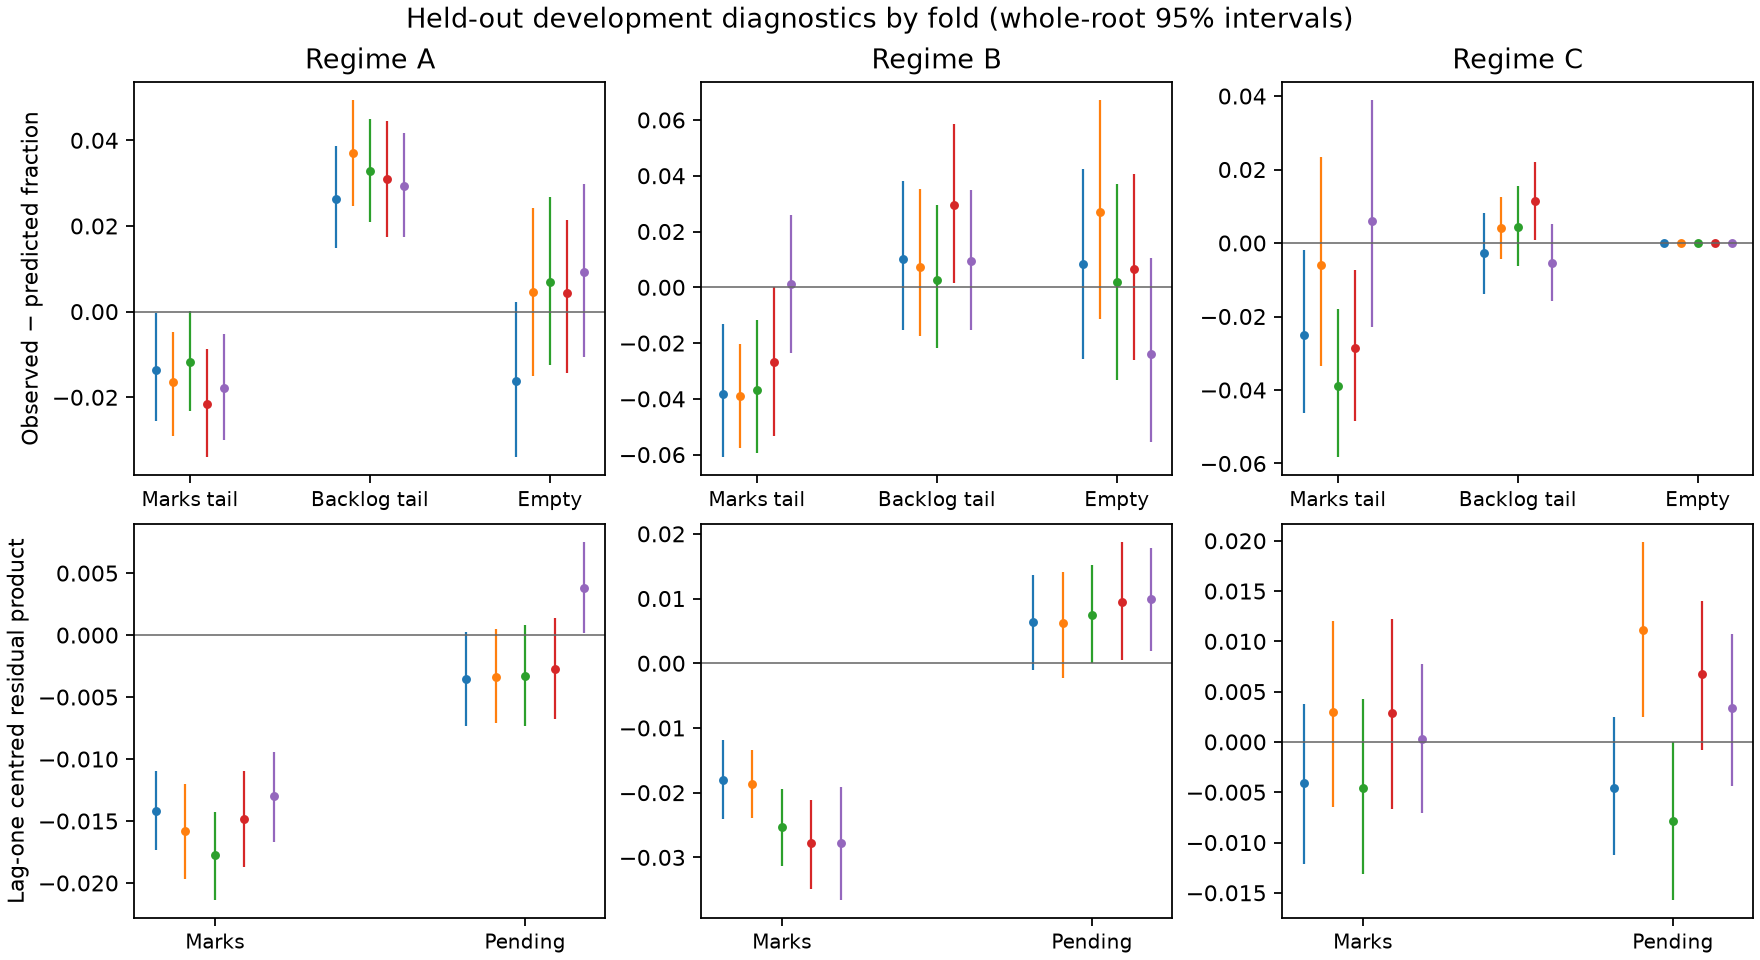 Held-out development diagnostics by fold (whole-root 95% intervals)
Regime A
Regime B
Regime C
Observed − predicted fraction
0.04
0.02
0.00
−0.02
Marks tail
Backlog tail
Empty
0.06
0.04
0.02
0.00
−0.02
−0.04
−0.06
Marks tail
Backlog tail
Empty
0.04
0.02
0.00
−0.02
−0.04
−0.06
Marks tail
Backlog tail
Empty
Lag-one centred residual product
0.005
0.000
−0.005
−0.010
−0.015
−0.020
Marks
Pending
0.02
0.01
0.00
−0.01
−0.02
−0.03
Marks
Pending
0.020
0.015
0.010
0.005
0.000
−0.005
−0.010
−0.015
Marks
Pending